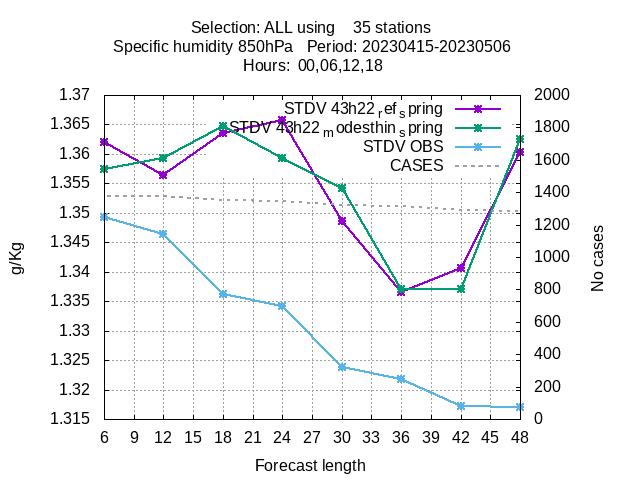 Selection: ALL using    35 stations
Specific humidity 850hPa   Period: 20230415-20230506
Hours:  00,06,12,18
STDV 43h22_ref_spring
STDV 43h22_modesthin_spring
STDV OBS
CASES
1.37
1.365
1.36
1.355
1.35
1.345
1.34
1.335
1.33
1.325
1.32
1.315
2000
1800
1600
1400
1200
1000
800
600
400
200
0
g/Kg
No cases
6 9 12 15 18 21 24 27 30 33 36 39 42 45 48
Forecast length